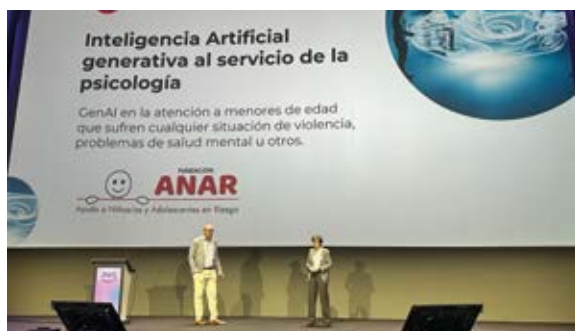 Inteligencia Artificial
generativa al servicio de la
psicología
GenAI en la atención a menores de edad
que sufren cualquier situación de violencia,
problemas de salud mental u otros.
FUNDACIÓN
ANAR
Ayuda a Niños/as y Adolescentes en Riesgo
aws